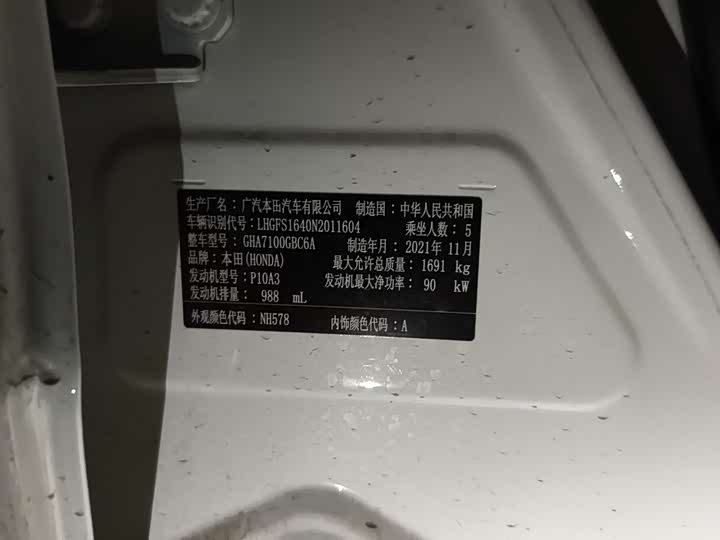 生产厂名：广汽本田汽车有限公司 制造国：中华人民共和国
车辆识别代号:LHGFS1640N2011604 乘坐人数：5
整车型号：GHA7100GBC6A 制造年月：2021年11月
品牌：本田(HONDA) 最大允许总质量：1691 kg
发动机型号：P10A3 发动机最大净功率：90 kW
发动机排量：988 mL
外观颜色代码：NH578 内饰颜色代码：A